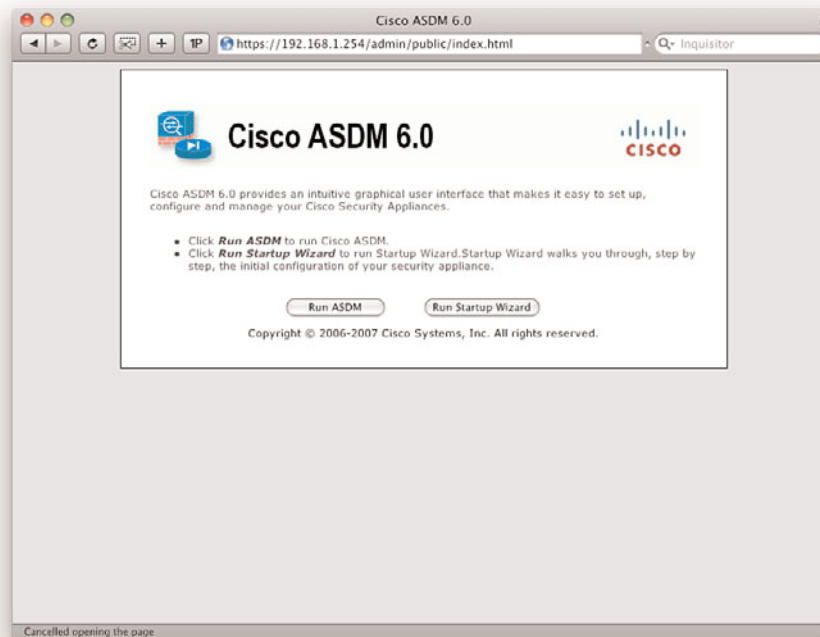 Cisco ASDM 6.0
1P
https://192.168.1.254/admin/public/index.html
Inquisitor
Cisco ASDM 6.0
CISCO
Cisco ASDM 6.0 provides an intuitive graphical user interface that makes it easy to set up,
configure and manage your Cisco Security Appliances.
• Click Run ASDM to run Cisco ASDM.
• Click Run Startup Wizard to run Startup Wizard.Startup Wizard walks you through, step by
step, the initial configuration of your security appliance.
Run ASDM
Run Startup Wizard
Copyright © 2006-2007 Cisco Systems, Inc. All rights reserved.
Cancelled opening the page